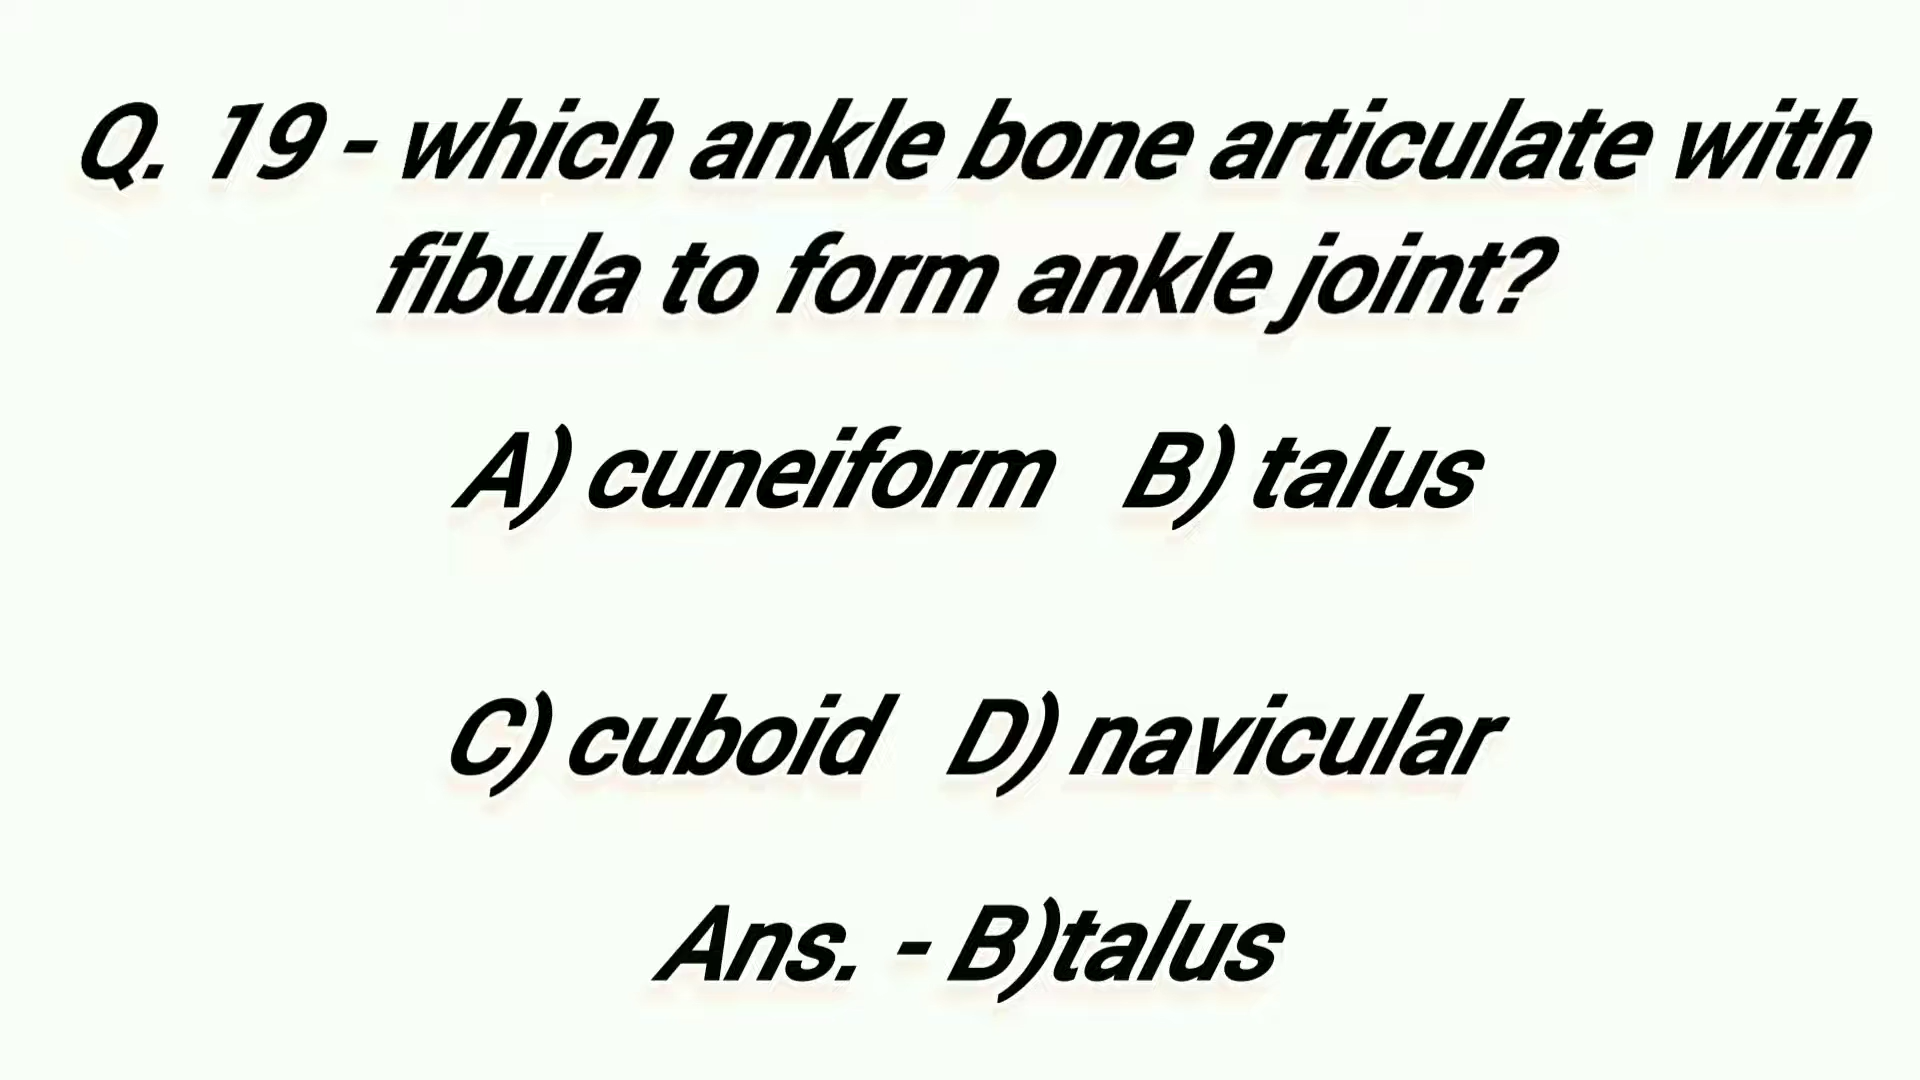 Q. 19 - which ankle bone articulate with
fibula to form ankle joint?
A) cuneiform B) talus
C) cuboid D) navicular
Ans. - B)talus